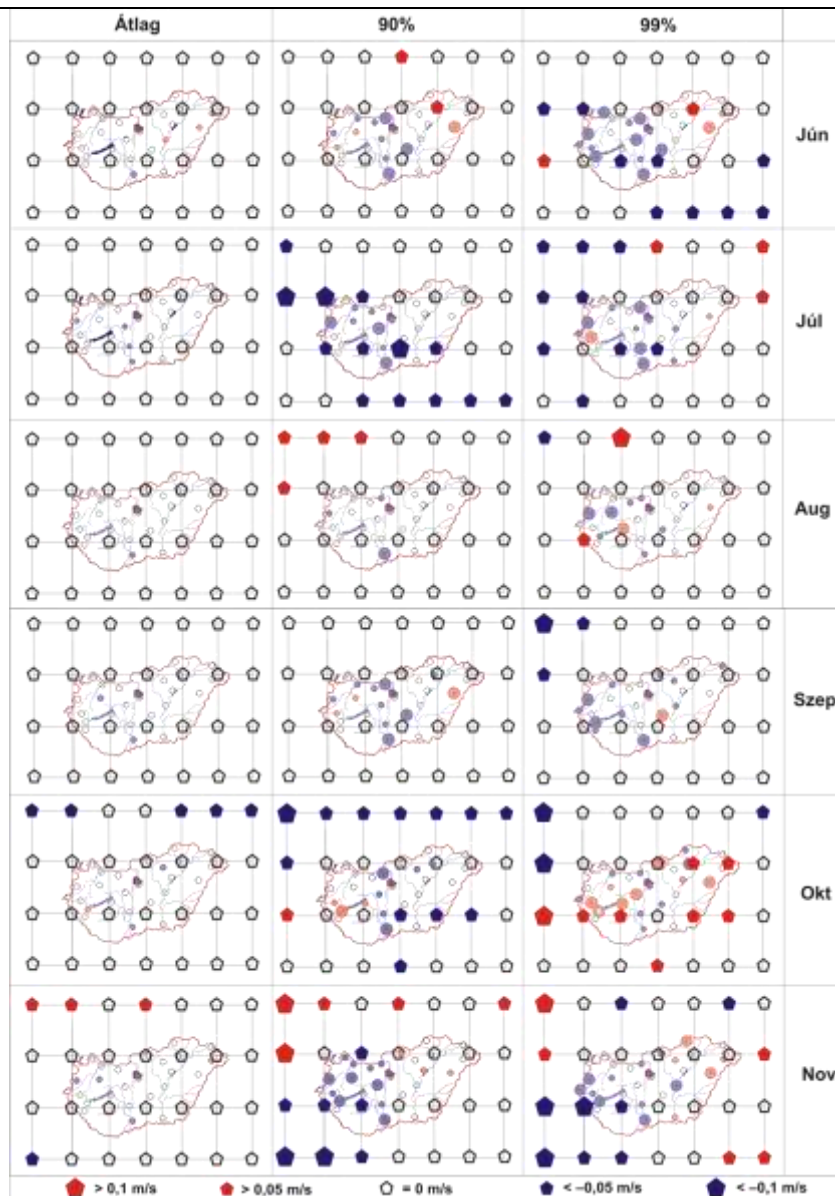 Átlag 90% 99%
Jún
Júl
Aug
Szep
Okt
Nov
> 0,1 m/s > 0,05 m/s = 0 m/s < –0,05 m/s < –0,1 m/s